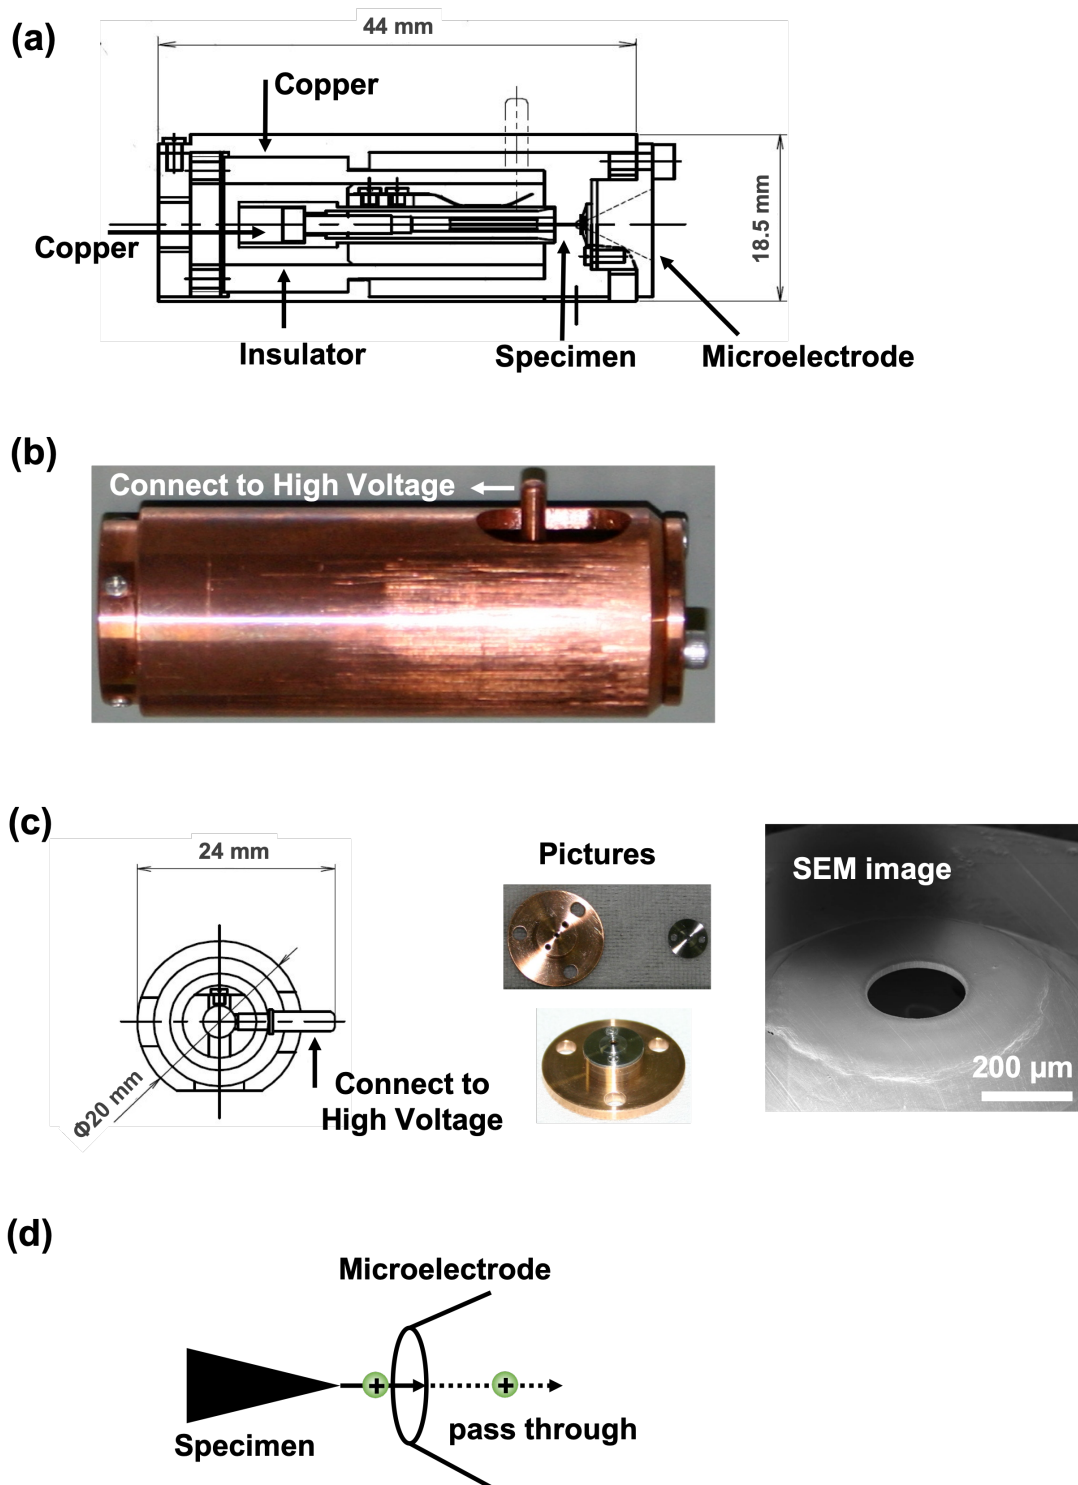 (a)
44 mm
Copper
18.5 mm
Copper
Insulator
Specimen
Microelectrode
(b)
Connect to High Voltage
(c)
24 mm
Φ20 mm
Connect to
High Voltage
Pictures
SEM image
200 µm
(d)
Microelectrode
+
+
pass through
Specimen